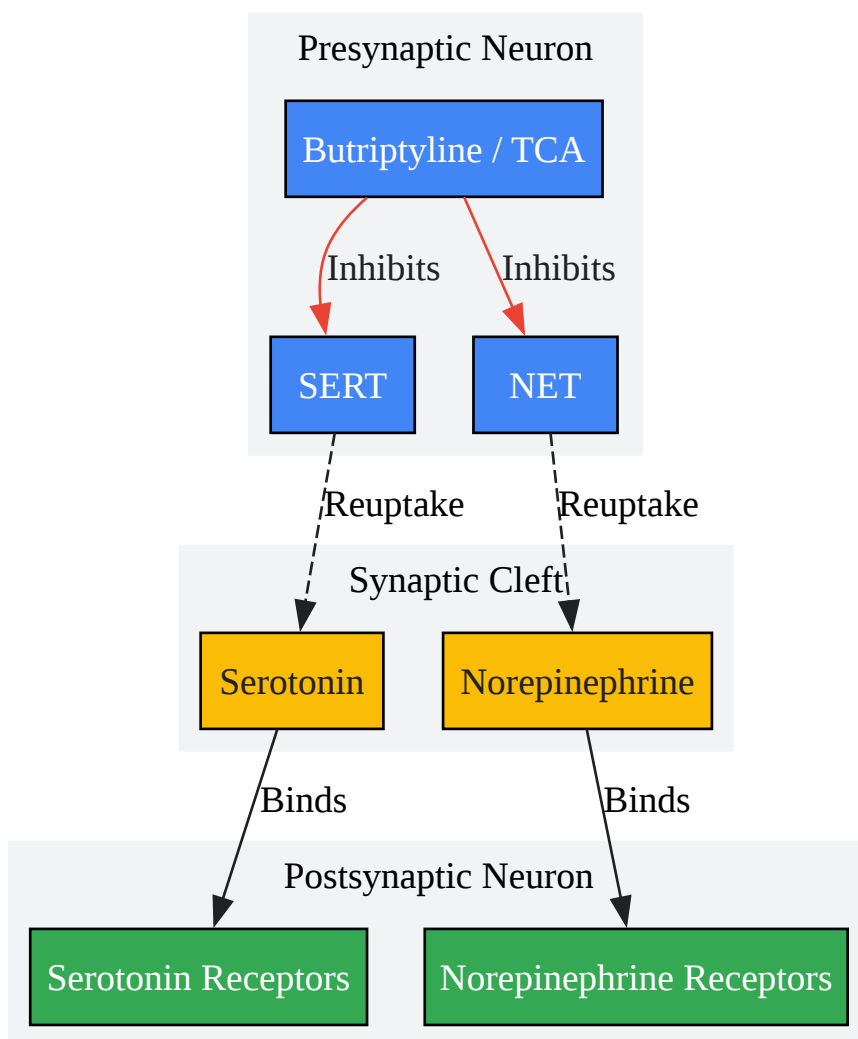 Presynaptic Neuron
Butriptyline / TCA
Inhibits
Inhibits
SERT
NET
Reuptake
Reuptake
Synaptic Cleft
Serotonin
Norepinephrine
Binds
Binds
Postsynaptic Neuron
Serotonin Receptors
Norepinephrine Receptors